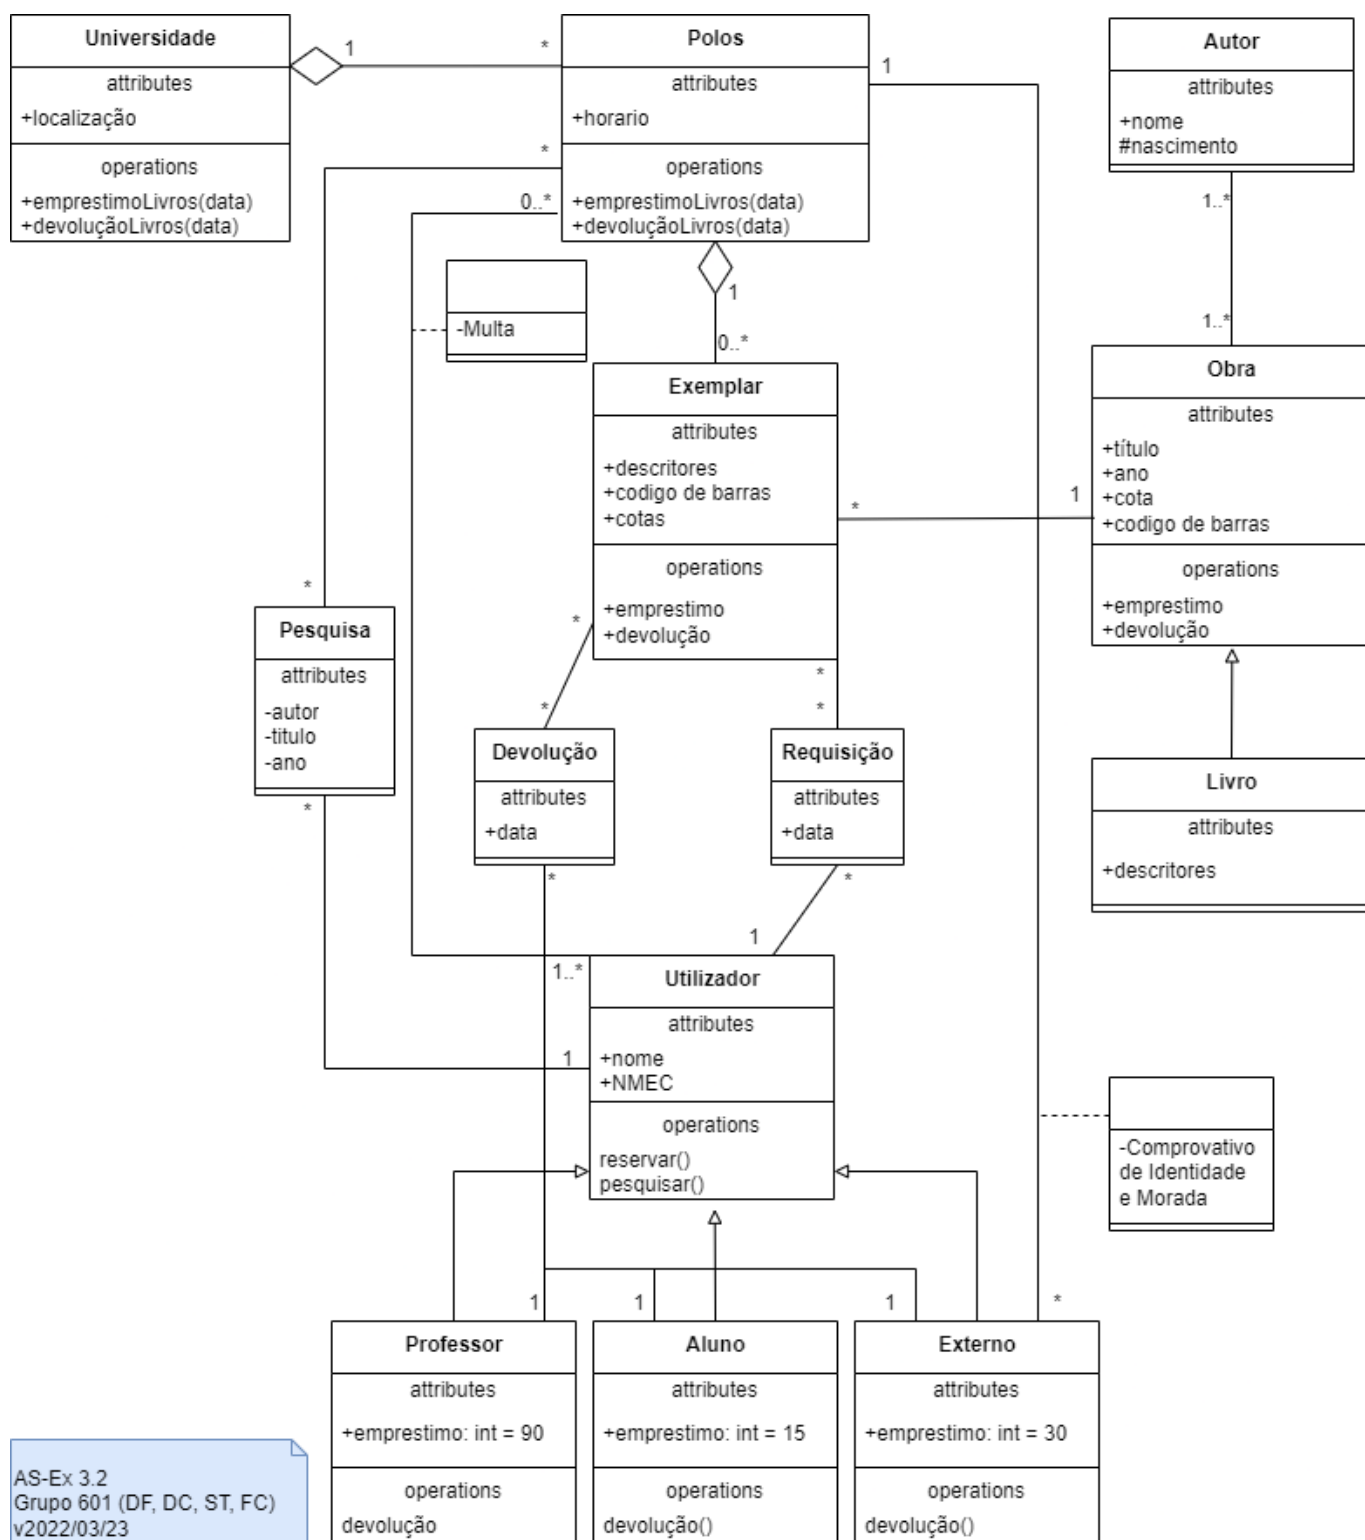 Universidade
attributes
+localização
operations
+emprestimoLivros(data)
+devoluçãoLivros(data)
1
*
Polos
attributes
+horario
operations
+emprestimoLivros(data)
+devoluçãoLivros(data)
1
*
0..*
Autor
attributes
+nome
#nascimento
1..*
1..*
-Multa
1
0..*
Exemplar
attributes
+descritores
+codigo de barras
+cotas
operations
+emprestimo
+devolução
*
1
Obra
attributes
+título
+ano
+cota
+codigo de barras
operations
+emprestimo
+devolução
*
Pesquisa
attributes
-autor
-titulo
-ano
*
*
*
*
*
Devolução
attributes
+data
*
Requisição
attributes
+data
*
Livro
attributes
+descritores
1
1..*
1
Utilizador
attributes
+nome
+NMEC
operations
reservar()
pesquisar()
-Comprovativo
de Identidade
e Morada
1
1
1
*
Professor
attributes
+emprestimo: int = 90
operations
devolução
Aluno
attributes
+emprestimo: int = 15
operations
devolução()
Externo
attributes
+emprestimo: int = 30
operations
devolução()
AS-Ex 3.2
Grupo 601 (DF, DC, ST, FC)
v2022/03/23